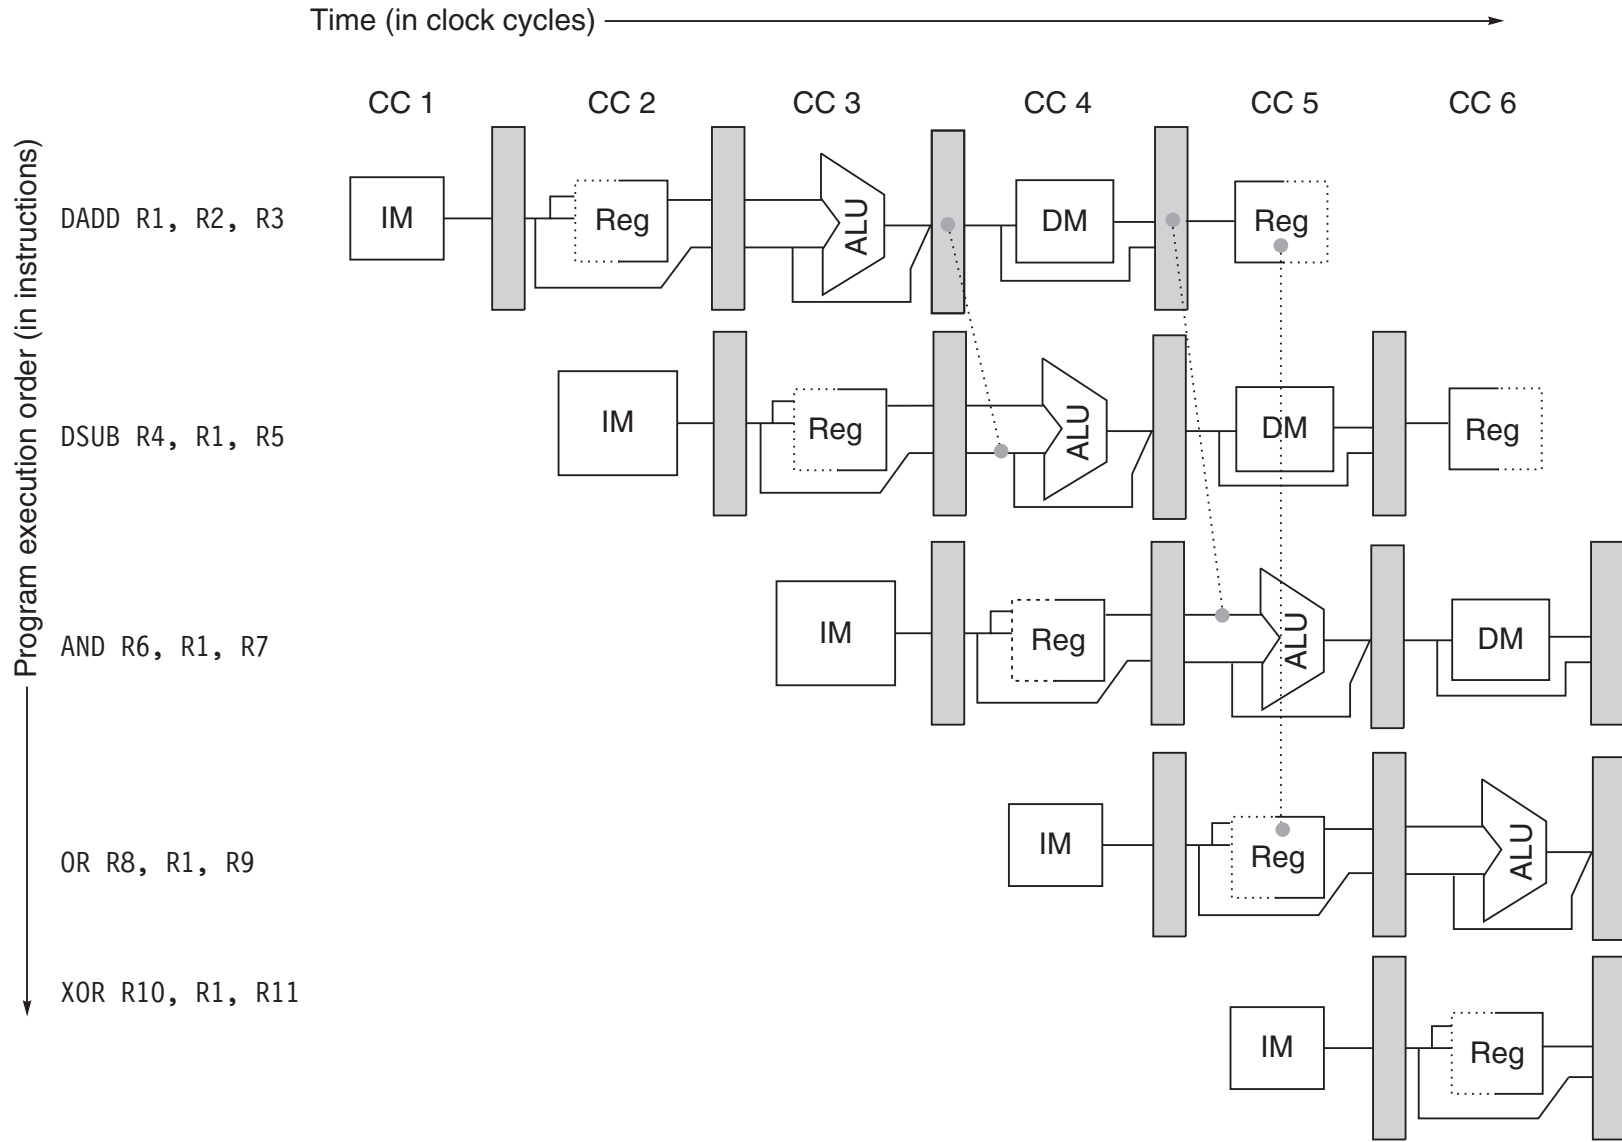 Time (in clock cycles)
CC 1 CC 2 CC 3 CC 4 CC 5 CC 6
Program execution order (in instructions)
DADD R1, R2, R3 IM Reg ALU DM Reg
DSUB R4, R1, R5 IM Reg ALU DM Reg
AND R6, R1, R7 IM Reg ALU DM
OR R8, R1, R9 IM Reg ALU
XOR R10, R1, R11 IM Reg